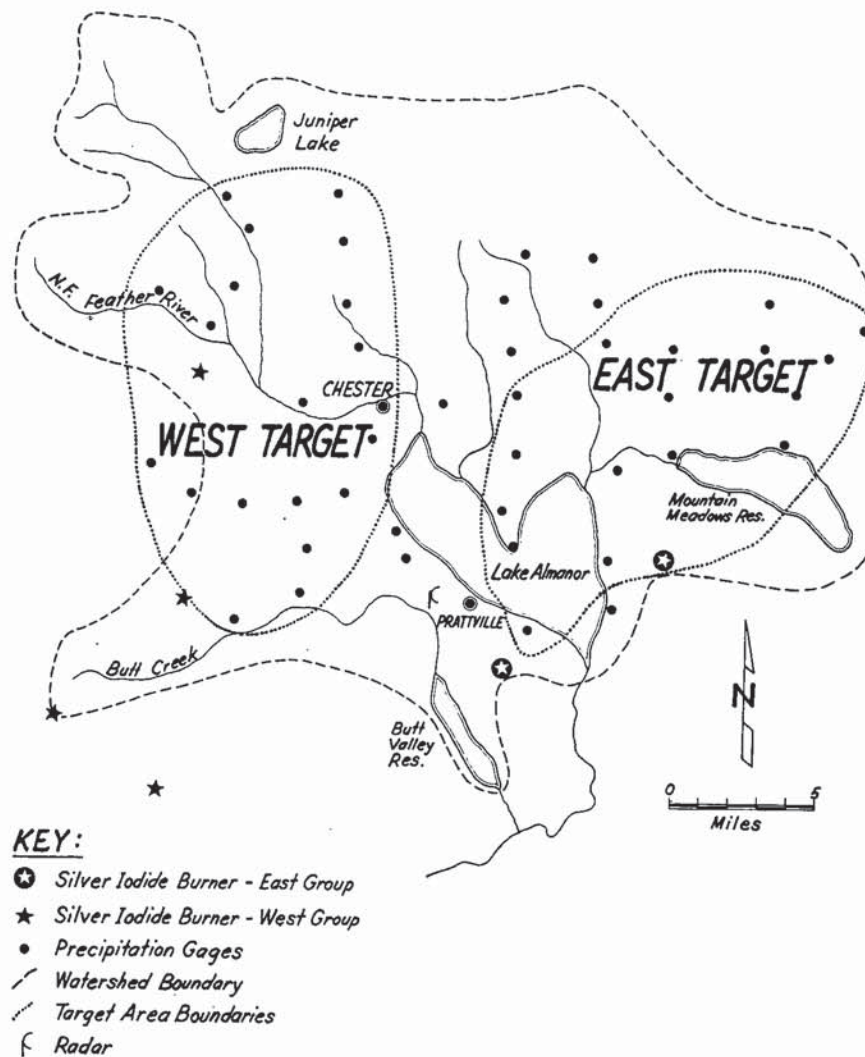 Juniper
Lake
N.F. Feather River
CHESTER
EAST TARGET
WEST TARGET
Mountain
Meadows Res.
Lake Almanor
PRATTVILLE
Butt Creek
Butt
Valley
Res.
N
0 5
Miles
KEY:
Silver Iodide Burner - East Group
Silver Iodide Burner - West Group
Precipitation Gages
Watershed Boundary
Target Area Boundaries
Radar